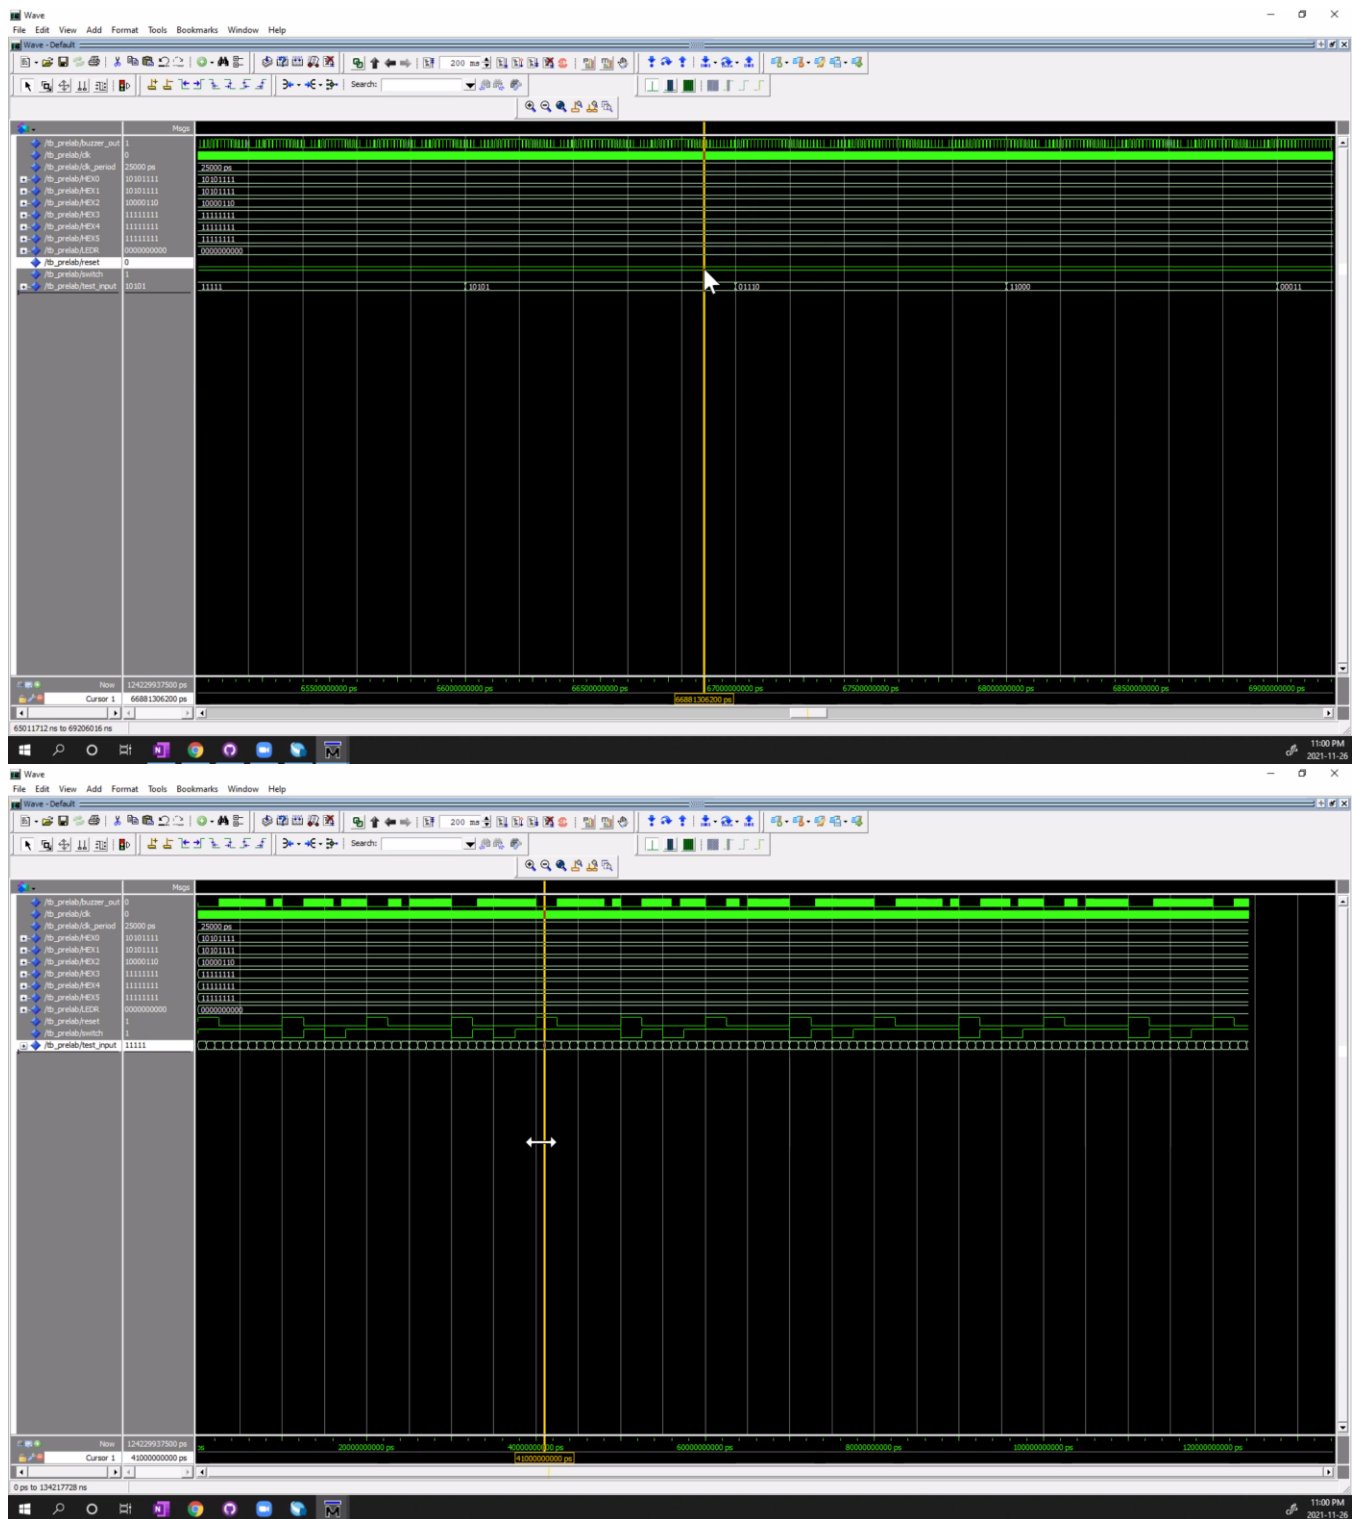 Wave
File Edit View Add Format Tools Bookmarks Window Help
Wave - Default
200 ms
Search:
Msgs
/tb_prelab/buzzer_out 1
/tb_prelab/clk 0
/tb_prelab/clk_period 25000 ps 25000 ps
/tb_prelab/HEX0 10101111 10101111
/tb_prelab/HEX1 10101111 10101111
/tb_prelab/HEX2 10000110 10000110
/tb_prelab/HEX3 11111111 11111111
/tb_prelab/HEX4 11111111 11111111
/tb_prelab/HEX5 11111111 11111111
/tb_prelab/LEDR 0000000000 0000000000
/tb_prelab/reset 0
/tb_prelab/switch 1
/tb_prelab/test_input 10101 11111 10101 01110 11000 00011
Now 124229937500 ps 65500000000 ps 66000000000 ps 66500000000 ps 67000000000 ps 67500000000 ps 68000000000 ps 68500000000 ps 69000000000 ps
Cursor 1 66881306200 ps 66881306200 ps
65011712 ns to 69206016 ns
11:00 PM
2021-11-26
Wave
File Edit View Add Format Tools Bookmarks Window Help
Wave - Default
200 ms
Search:
Msgs
/tb_prelab/buzzer_out 0
/tb_prelab/clk 0
/tb_prelab/clk_period 25000 ps 25000 ps
/tb_prelab/HEX0 10101111 10101111
/tb_prelab/HEX1 10101111 10101111
/tb_prelab/HEX2 10000110 10000110
/tb_prelab/HEX3 11111111 11111111
/tb_prelab/HEX4 11111111 11111111
/tb_prelab/HEX5 11111111 11111111
/tb_prelab/LEDR 0000000000 0000000000
/tb_prelab/reset 1
/tb_prelab/switch 1
/tb_prelab/test_input 11111
Now 124229937500 ps ps 20000000000 ps 40000000000 ps 60000000000 ps 80000000000 ps 100000000000 ps 120000000000 ps
Cursor 1 41000000000 ps 41000000000 ps
0 ps to 134217728 ns
11:00 PM
2021-11-26